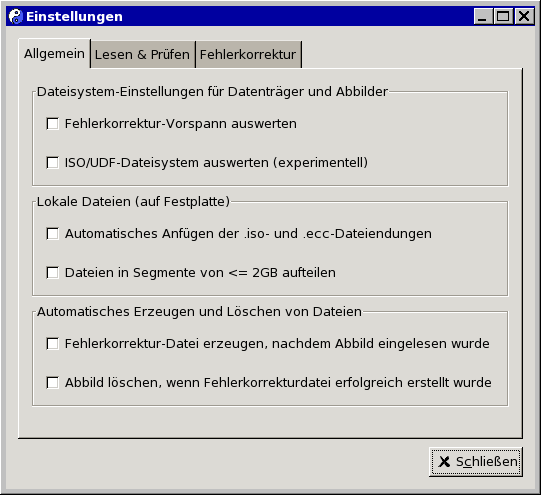 Einstellungen
Allgemein
Lesen & Prüfen
Fehlerkorrektur
Dateisystem-Einstellungen für Datenträger und Abbilder
Fehlerkorrektur-Vorspann auswerten
ISO/UDF-Dateisystem auswerten (experimentell)
Lokale Dateien (auf Festplatte)
Automatisches Anfügen der .iso- und .ecc-Dateiendungen
Dateien in Segmente von <= 2GB aufteilen
Automatisches Erzeugen und Löschen von Dateien
Fehlerkorrektur-Datei erzeugen, nachdem Abbild eingelesen wurde
Abbild löschen, wenn Fehlerkorrekturdatei erfolgreich erstellt wurde
Schließen